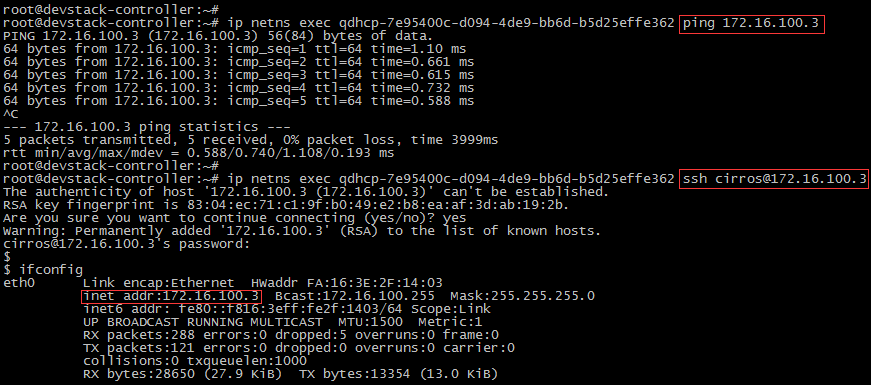 root@devstack-controller:~#
root@devstack-controller:~# ip netns exec qdhcp-7e95400c-d094-4de9-bb6d-b5d25effe362 ping 172.16.100.3
PING 172.16.100.3 (172.16.100.3) 56(84) bytes of data.
64 bytes from 172.16.100.3: icmp_seq=1 ttl=64 time=1.10 ms
64 bytes from 172.16.100.3: icmp_seq=2 ttl=64 time=0.661 ms
64 bytes from 172.16.100.3: icmp_seq=3 ttl=64 time=0.615 ms
64 bytes from 172.16.100.3: icmp_seq=4 ttl=64 time=0.732 ms
64 bytes from 172.16.100.3: icmp_seq=5 ttl=64 time=0.588 ms
^C
--- 172.16.100.3 ping statistics ---
5 packets transmitted, 5 received, 0% packet loss, time 3999ms
rtt min/avg/max/mdev = 0.588/0.740/1.108/0.193 ms
root@devstack-controller:~#
root@devstack-controller:~# ip netns exec qdhcp-7e95400c-d094-4de9-bb6d-b5d25effe362 ssh cirros@172.16.100.3
The authenticity of host '172.16.100.3 (172.16.100.3)' can't be established.
RSA key fingerprint is 83:04:ec:71:c1:9f:b0:49:e2:b8:ea:af:3d:ab:19:2b.
Are you sure you want to continue connecting (yes/no)? yes
Warning: Permanently added '172.16.100.3' (RSA) to the list of known hosts.
cirros@172.16.100.3's password:
$
$ ifconfig
eth0 Link encap:Ethernet HWaddr FA:16:3E:2F:14:03
inet addr:172.16.100.3 Bcast:172.16.100.255 Mask:255.255.255.0
inet6 addr: fe80::f816:3eff:fe2f:1403/64 Scope:Link
UP BROADCAST RUNNING MULTICAST MTU:1500 Metric:1
RX packets:288 errors:0 dropped:5 overruns:0 frame:0
TX packets:121 errors:0 dropped:0 overruns:0 carrier:0
collisions:0 txqueuelen:1000
RX bytes:28650 (27.9 KiB) TX bytes:13354 (13.0 KiB)